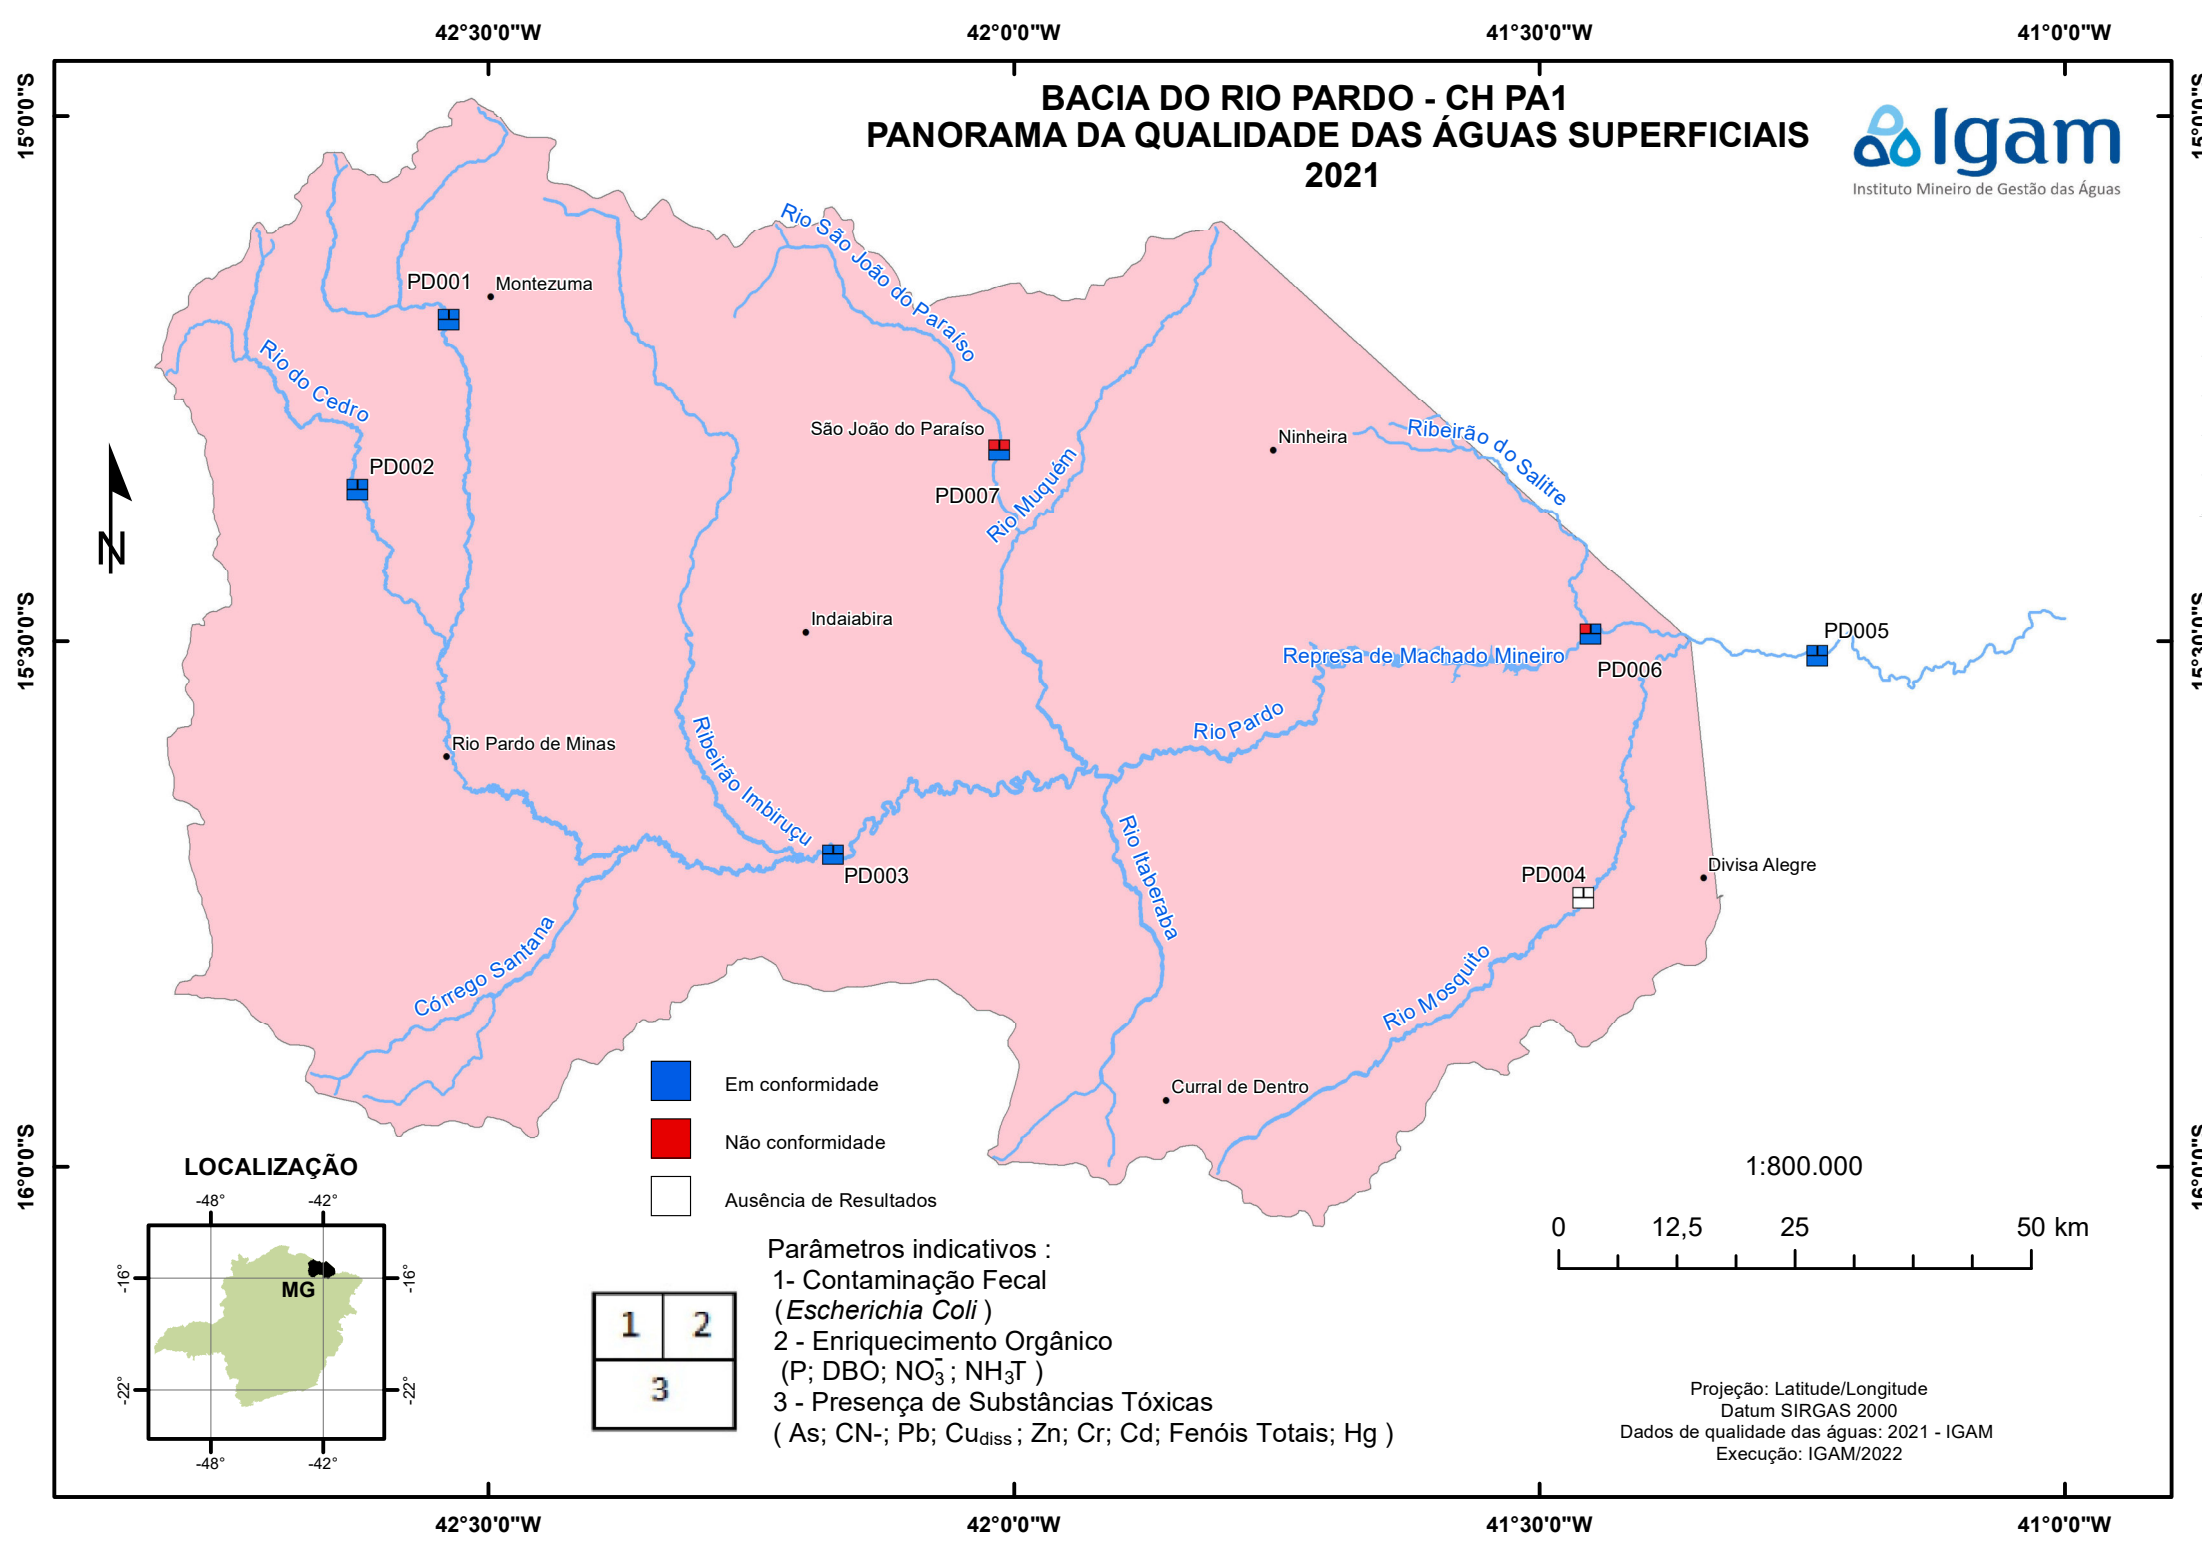 42°30'0"W
42°0'0"W
41°30'0"W
41°0'0"W
15°0'0"S
15°0'0"S
BACIA DO RIO PARDO - CH PA1
PANORAMA DA QUALIDADE DAS ÁGUAS SUPERFICIAIS
2021
Igam
Instituto Mineiro de Gestão das Águas
Rio São João do Paraíso
PD001
Montezuma
Rio do Cedro
São João do Paraíso
Ninheira
Ribeirão do Salitre
PD002
PD007
Rio Muquém
N
15°30'0"S
15°30'0"S
Indaiabira
PD005
Represa de Machado Mineiro
PD006
Rio Pardo
Rio Pardo de Minas
Ribeirão Imbiruçu
PD003
Rio Itaberaba
Divisa Alegre
PD004
Córrego Santana
Rio Mosquito
Em conformidade
Curral de Dentro
Não conformidade
Ausência de Resultados
16°0'0"S
16°0'0"S
LOCALIZAÇÃO
-48°
-42°
-16°
-16°
MG
-22°
-22°
-48°
-42°
1:800.000
0 12,5 25 50 km
Parâmetros indicativos :
1- Contaminação Fecal
(Escherichia Coli )
2 - Enriquecimento Orgânico
(P; DBO; NO₃⁻ ; NH₃T )
3 - Presença de Substâncias Tóxicas
( As; CN-; Pb; Cudiss ; Zn; Cr; Cd; Fenóis Totais; Hg )
1 2
3
Projeção: Latitude/Longitude
Datum SIRGAS 2000
Dados de qualidade das águas: 2021 - IGAM
Execução: IGAM/2022
42°30'0"W
42°0'0"W
41°30'0"W
41°0'0"W